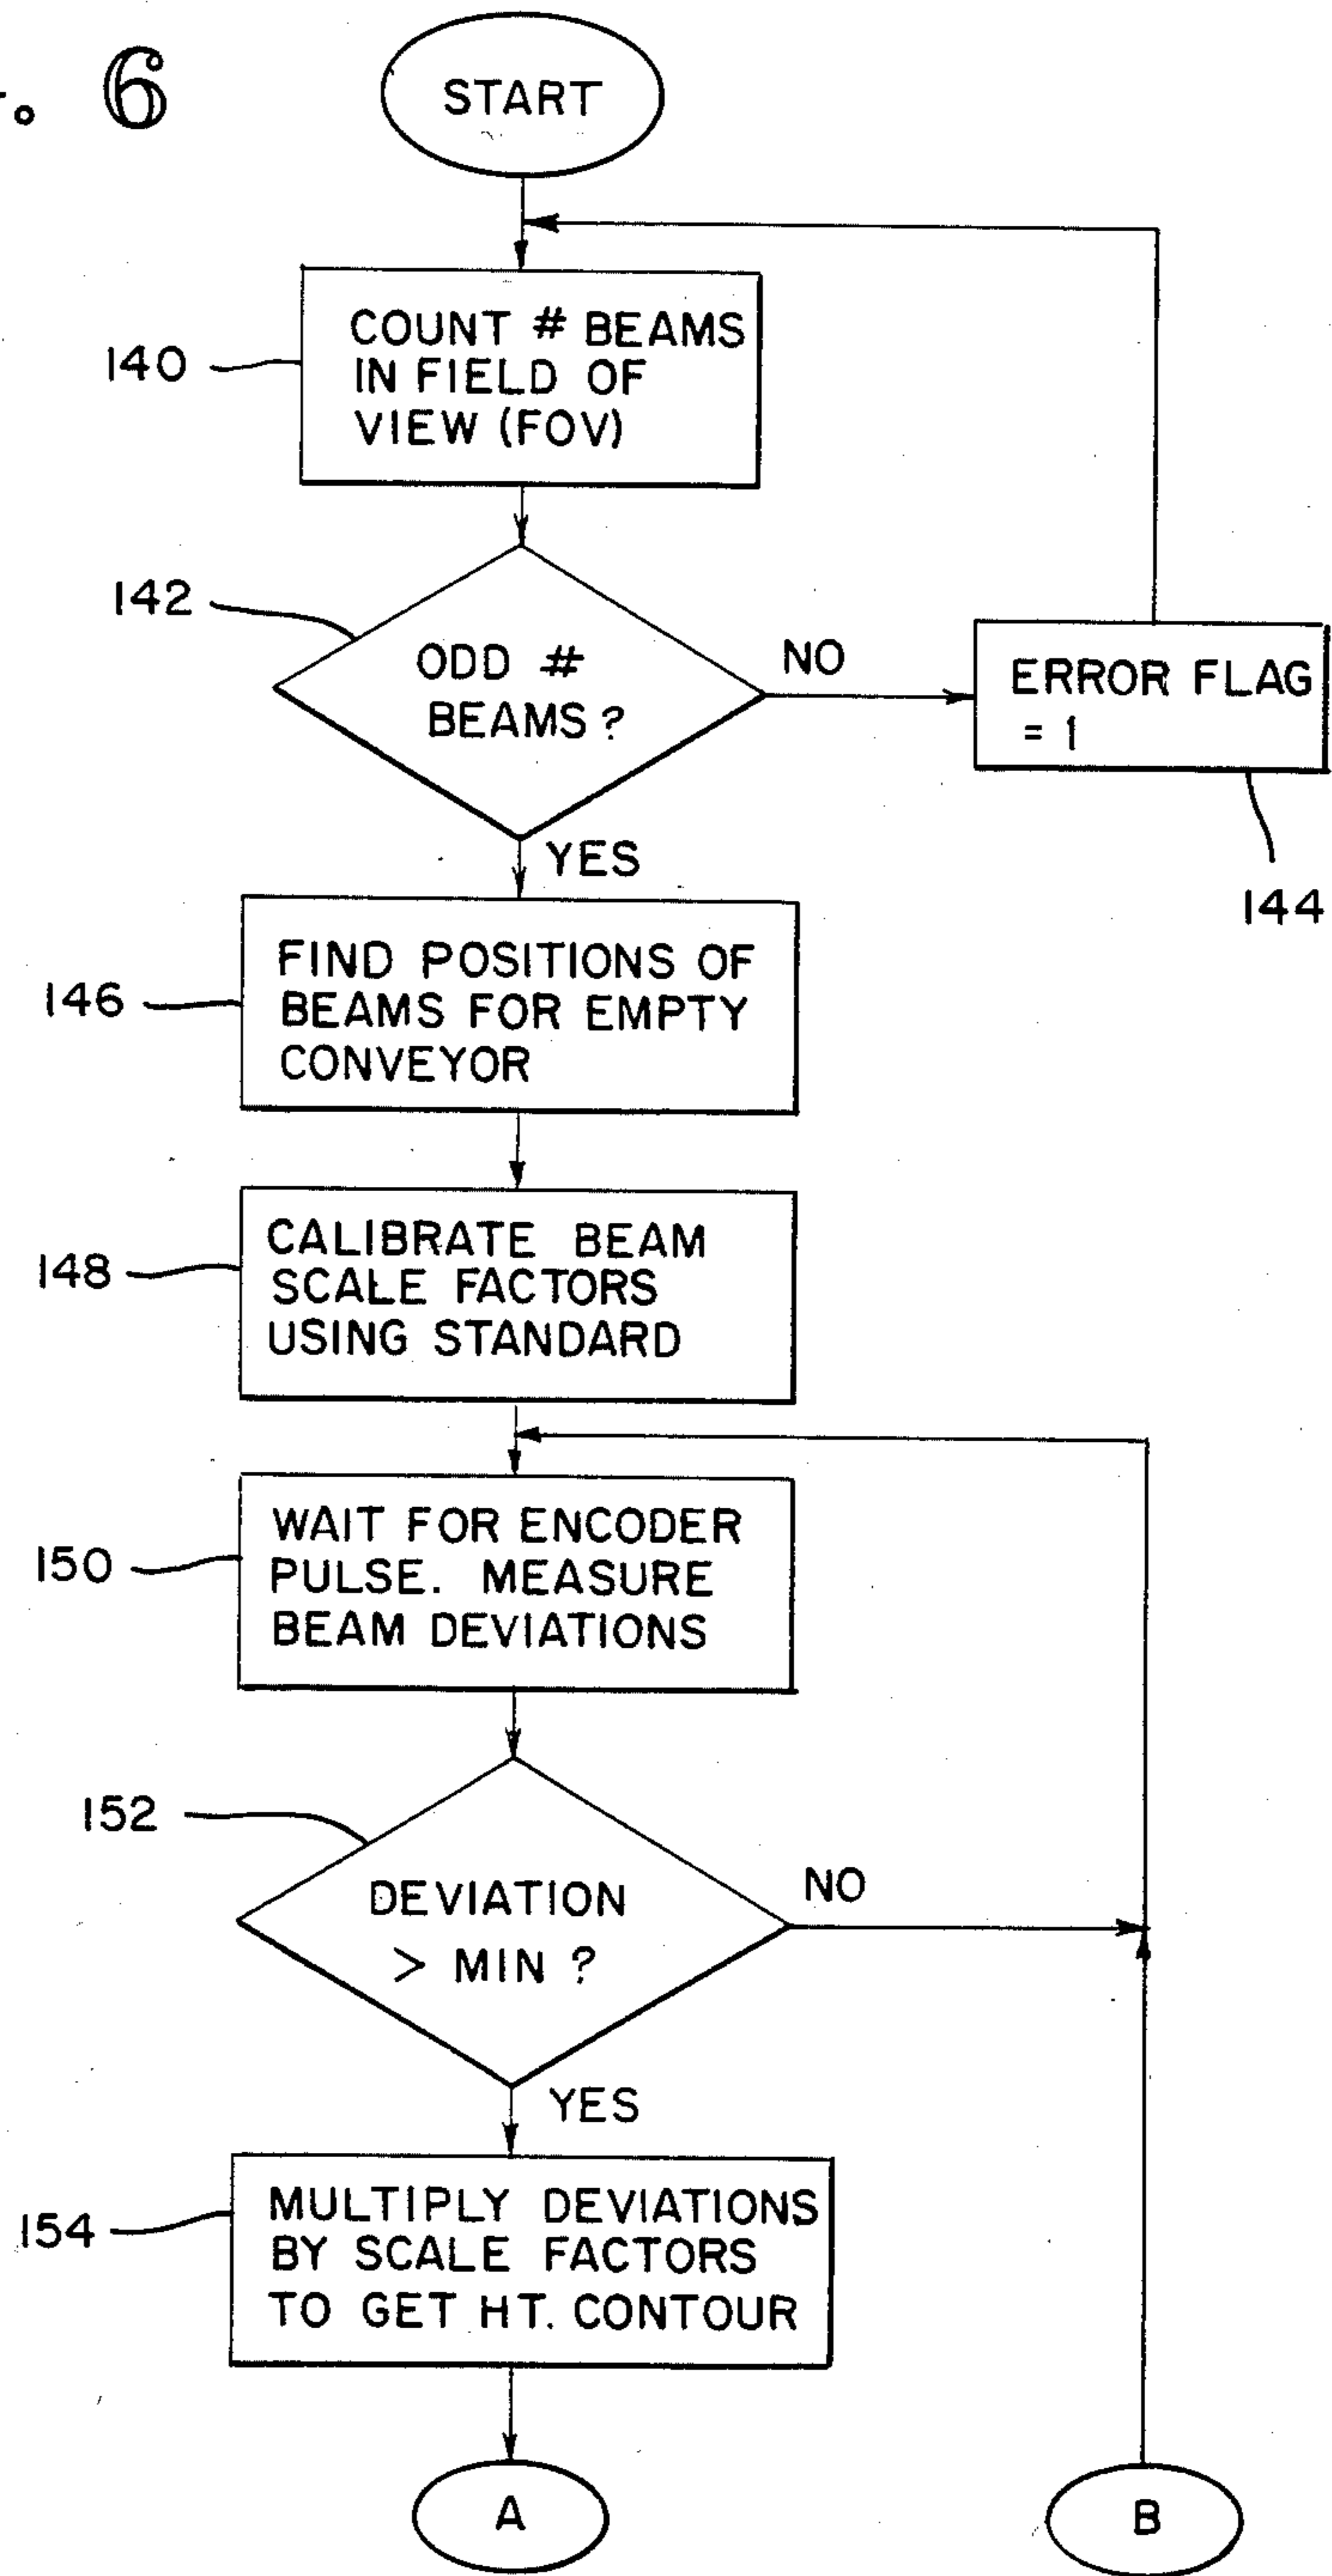 . 6
START
COUNT # BEAMS
IN FIELD OF
VIEW (FOV)
140
142
ODD #
BEAMS?
NO
ERROR FLAG
= 1
144
YES
146
FIND POSITIONS OF
BEAMS FOR EMPTY
CONVEYOR
148
CALIBRATE BEAM
SCALE FACTORS
USING STANDARD
150
WAIT FOR ENCODER
PULSE. MEASURE
BEAM DEVIATIONS
152
DEVIATION
> MIN ?
NO
YES
154
MULTIPLY DEVIATIONS
BY SCALE FACTORS
TO GET HT. CONTOUR
A
B